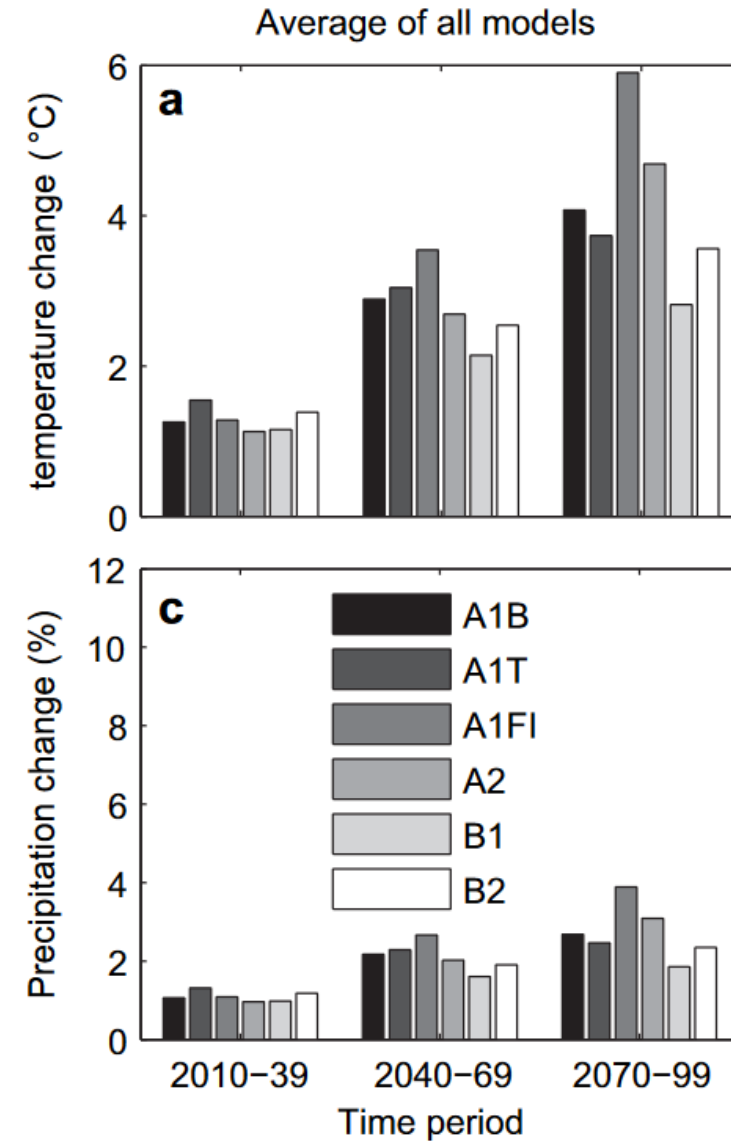 Average of all models
a
temperature change ( °C)
6
4
2
0
c
Precipitation change (%)
12
10
8
6
4
2
0
A1B
A1T
A1FI
A2
B1
B2
2010−39 2040−69 2070−99
Time period